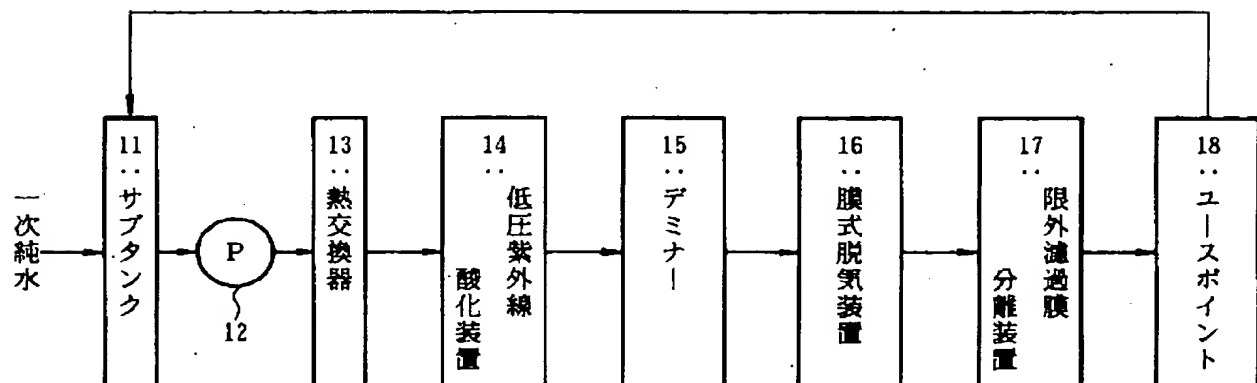 一次純水
11:サブタンク
P
12
13:熱交換器
14:低圧紫外線
酸化装置
15:デミナー
16:膜式脱気装置
17:限外濾過膜
分離装置
18:ユースポイント